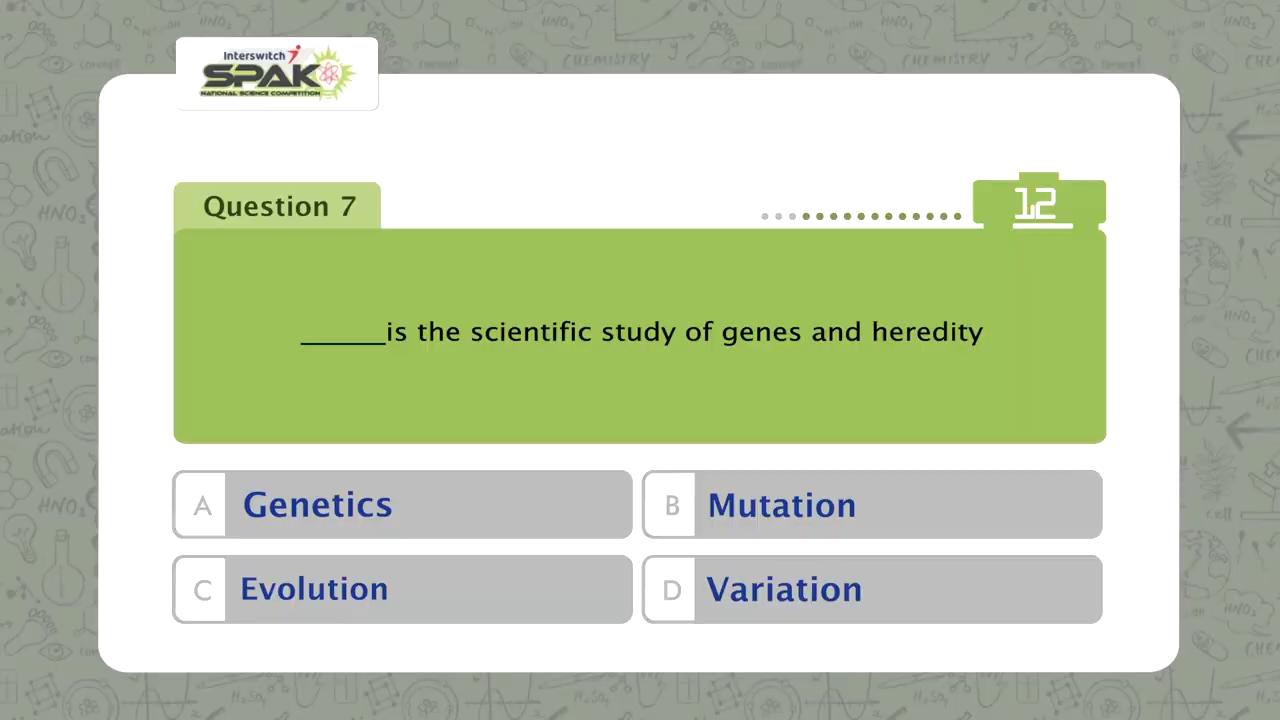 Interswitch
SPAK
NATIONAL SCIENCE COMPETITION
Question 7
12
______is the scientific study of genes and heredity
A Genetics
B Mutation
C Evolution
D Variation